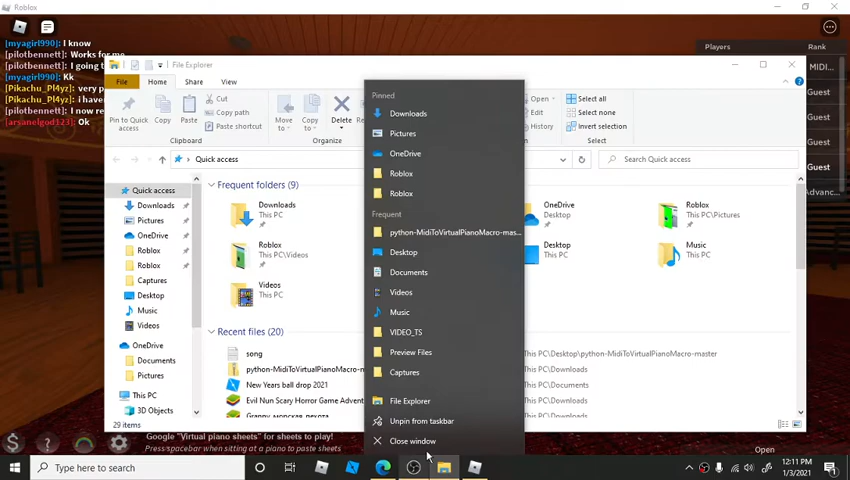 Roblox
[myagirl990]: I know
[pilotbennett]: Works for me
[pilotbennett]: I going t
[myagirl990]: Kk
[Pikachu_Pl4yz]: very p
[Pikachu_Pl4yz]: i have
[pilotbennett]: I now re
[arsanelgod123]: Ok
Players
Rank
MIDI...
Guest
Guest
Guest
Guest
Advanc...
File Explorer
File
Home
Share
View
Pin to Quick
access
Copy
Paste
Cut
Copy path
Paste shortcut
Clipboard
Move
to
Copy
to
Delete
Organize
Open
Edit
History
Select all
Select none
Invert selection
Quick access
Search Quick access
Quick access
Downloads
Pictures
OneDrive
Roblox
Roblox
Captures
Desktop
Music
Videos
OneDrive
Documents
Pictures
This PC
3D Objects
Frequent folders (9)
Downloads
This PC
Roblox
This PC\Videos
Videos
This PC
OneDrive
Desktop
Desktop
This PC
Roblox
This PC\Pictures
Music
This PC
Recent files (20)
song
This PC\Desktop\python-MidiToVirtualPianoMacro-master
python-MidiToVirtualPianoMacro-m
This PC\Downloads
New Years ball drop 2021
This PC\Documents
Evil Nun Scary Horror Game Adven
This PC\Downloads
Granny
This PC\Downloads
29 items
Pinned
Downloads
Pictures
OneDrive
Roblox
Roblox
Frequent
python-MidiToVirtualPianoMacro-mas...
Desktop
Documents
Videos
Music
VIDEO_TS
Preview Files
Captures
File Explorer
Unpin from taskbar
Close window
Google "Virtual piano sheets" for sheets to play!
Press spacebar when sitting at a piano to play sheets
Open
Type here to search
12:11 PM
1/3/2021